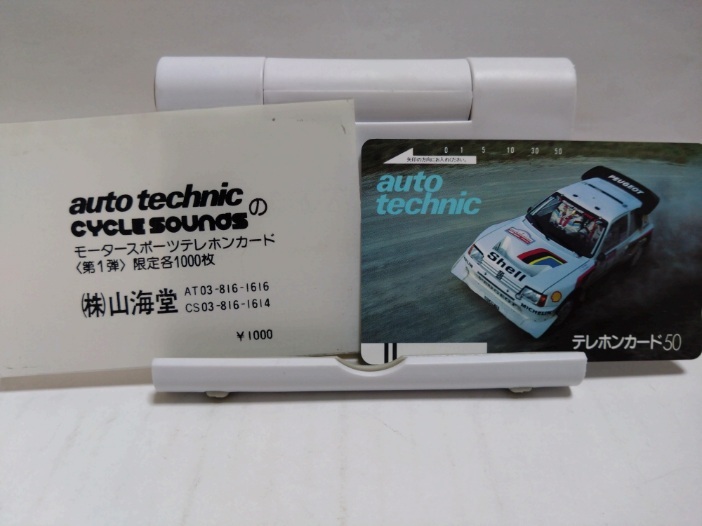 auto technicの
CYCLE SOUNDS
モータースポーツテレホンカード
〈第1弾〉限定各1000枚
(株)山海堂 AT03-816-1616
CS03-816-1614
¥1000
0 1 5 10 30 50
auto
technic
PEUGEOT
Shell
MICHELIN
テレホンカード50